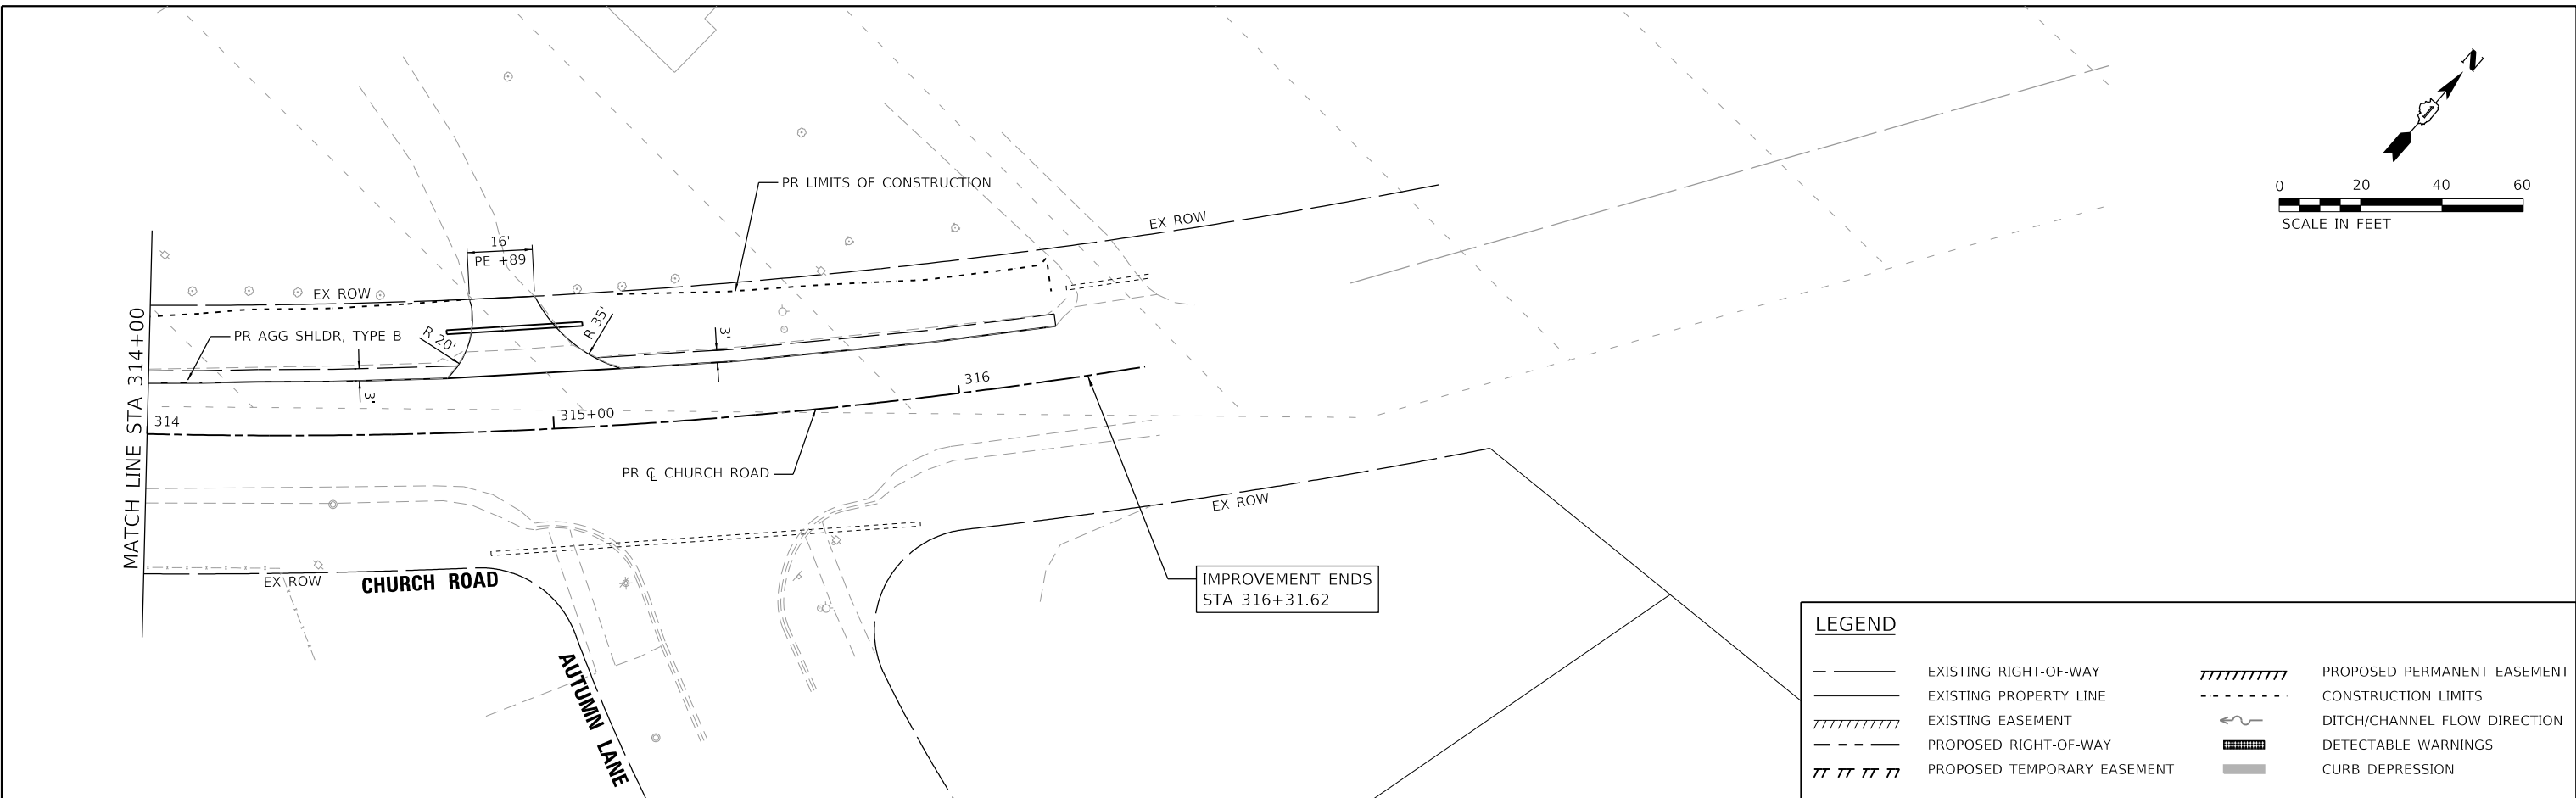 N
0 20 40 60
SCALE IN FEET
PR LIMITS OF CONSTRUCTION
EX ROW
16'
PE +89
EX ROW
PR AGG SHLDR, TYPE B
R 20'
R 35'
3'
3'
MATCH LINE STA 314+00
314
315+00
316
PR ℄ CHURCH ROAD
EX ROW
EX ROW
CHURCH ROAD
IMPROVEMENT ENDS
STA 316+31.62
AUTUMN LANE
LEGEND
EXISTING RIGHT-OF-WAY
EXISTING PROPERTY LINE
EXISTING EASEMENT
PROPOSED RIGHT-OF-WAY
PROPOSED TEMPORARY EASEMENT
PROPOSED PERMANENT EASEMENT
CONSTRUCTION LIMITS
DITCH/CHANNEL FLOW DIRECTION
DETECTABLE WARNINGS
CURB DEPRESSION